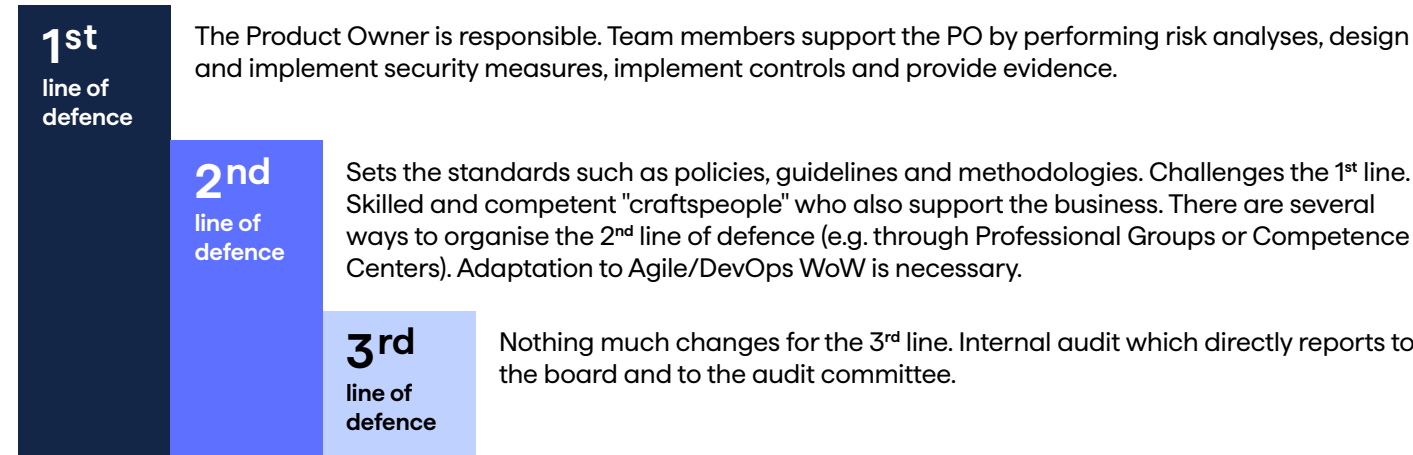 1st
line of
defence
The Product Owner is responsible. Team members support the PO by performing risk analyses, design
and implement security measures, implement controls and provide evidence.
2nd
line of
defence
Sets the standards such as policies, guidelines and methodologies. Challenges the 1st line.
Skilled and competent "craftspeople" who also support the business. There are several
ways to organise the 2nd line of defence (e.g. through Professional Groups or Competence
Centers). Adaptation to Agile/DevOps WoW is necessary.
3rd
line of
defence
Nothing much changes for the 3rd line. Internal audit which directly reports to
the board and to the audit committee.